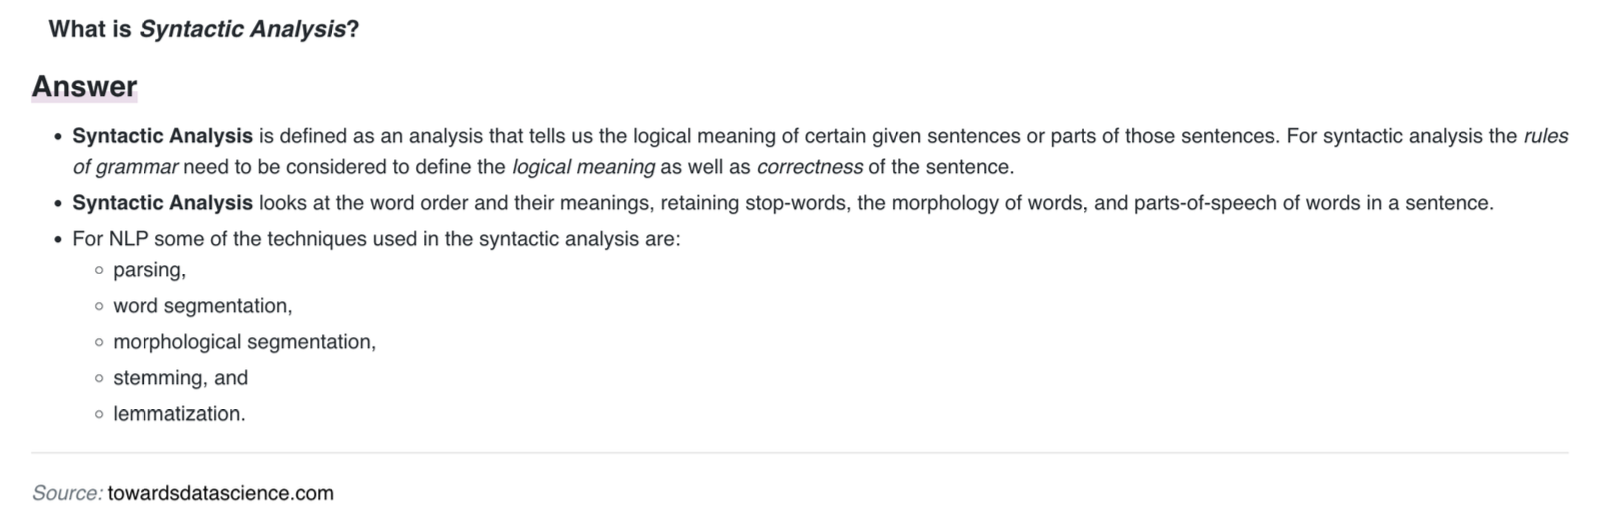 What is Syntactic Analysis?
Answer
• Syntactic Analysis is defined as an analysis that tells us the logical meaning of certain given sentences or parts of those sentences. For syntactic analysis the rules
of grammar need to be considered to define the logical meaning as well as correctness of the sentence.
• Syntactic Analysis looks at the word order and their meanings, retaining stop-words, the morphology of words, and parts-of-speech of words in a sentence.
• For NLP some of the techniques used in the syntactic analysis are:
◦ parsing,
◦ word segmentation,
◦ morphological segmentation,
◦ stemming, and
◦ lemmatization.
Source: towardsdatascience.com